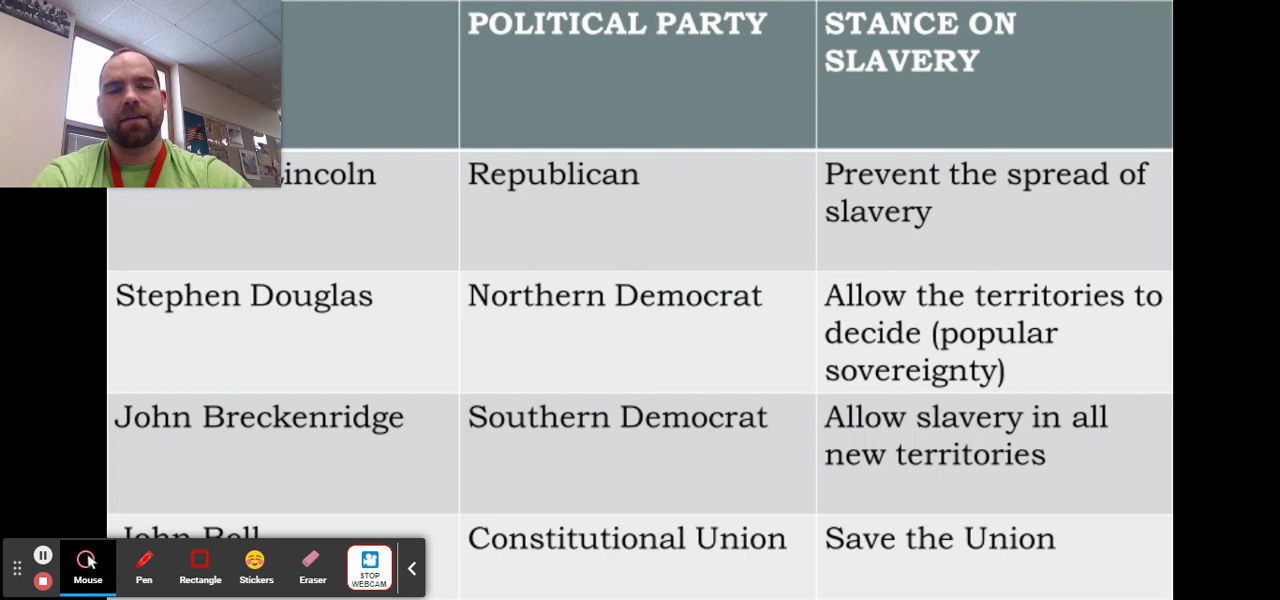 POLITICAL PARTY
STANCE ON
SLAVERY
incoln
Republican
Prevent the spread of
slavery
Stephen Douglas
Northern Democrat
Allow the territories to
decide (popular
sovereignty)
John Breckenridge
Southern Democrat
Allow slavery in all
new territories
John Bell
Constitutional Union
Save the Union
Mouse
Pen
Rectangle
Stickers
Eraser
STOP
WEBCAM